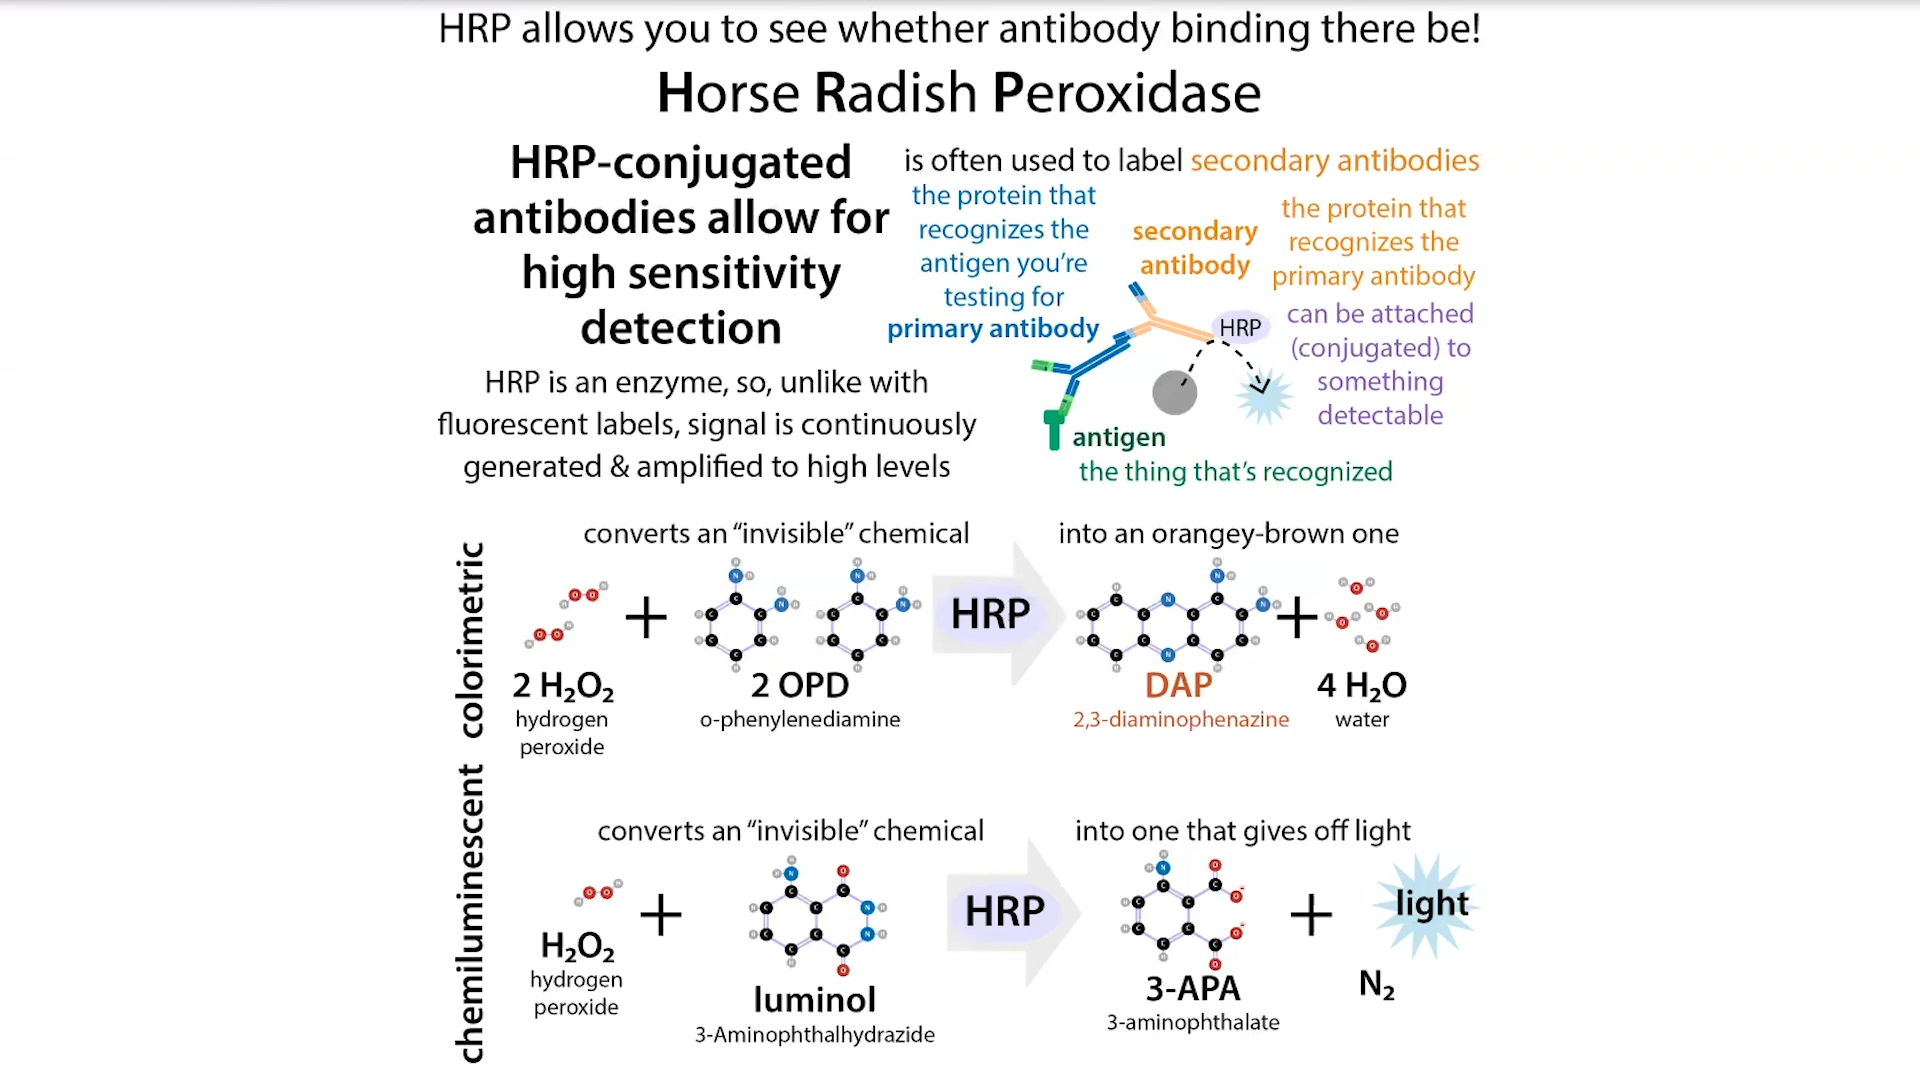 HRP allows you to see whether antibody binding there be!
Horse Radish Peroxidase
HRP-conjugated
antibodies allow for
high sensitivity
detection
HRP is an enzyme, so, unlike with
fluorescent labels, signal is continuously
generated & amplified to high levels
is often used to label secondary antibodies
the protein that
recognizes the
antigen you're
testing for
primary antibody
secondary
antibody
the protein that
recognizes the
primary antibody
HRP
can be attached
(conjugated) to
something
detectable
antigen
the thing that's recognized
colorimetric
converts an "invisible" chemical
into an orangey-brown one
+
HRP
+
2 H₂O₂
hydrogen
peroxide
2 OPD
o-phenylenediamine
DAP
2,3-diaminophenazine
4 H₂O
water
chemiluminescent
converts an "invisible" chemical
into one that gives off light
+
HRP
+
light
H₂O₂
hydrogen
peroxide
luminol
3-Aminophthalhydrazide
3-APA
3-aminophthalate
N₂